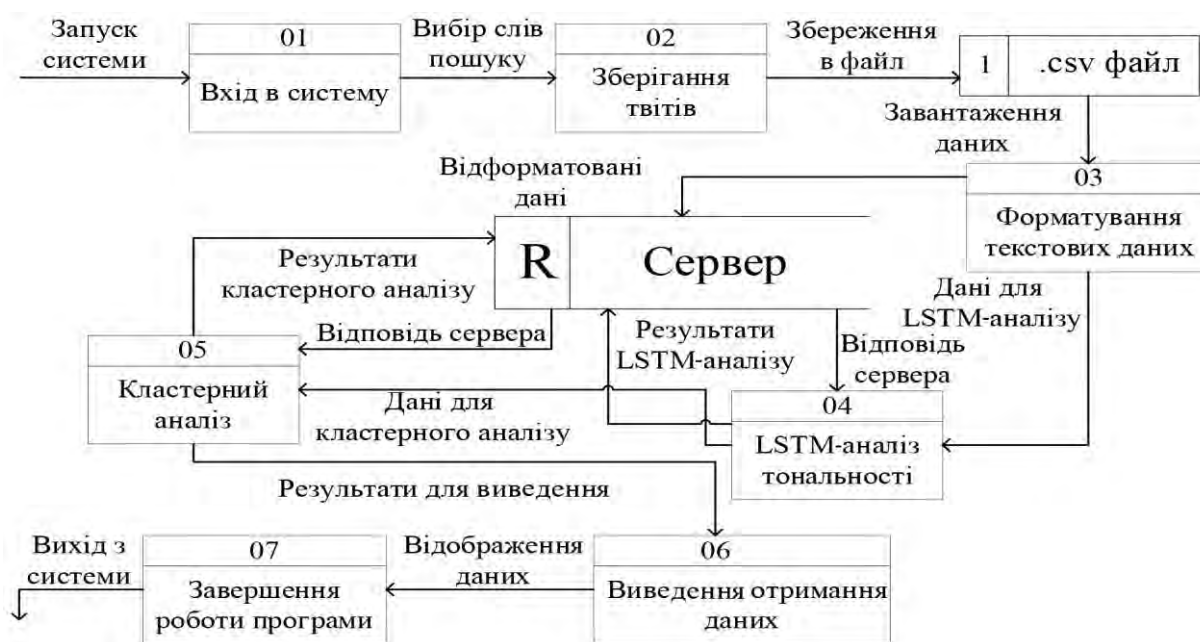 Запуск
системи
01
Вхід в систему
Вибір слів
пошуку
02
Зберігання
твітів
Збереження
в файл
1
.csv файл
Завантаження
даних
03
Форматування
текстових даних
Відформатовані
дані
R
Сервер
Результати
кластерного аналізу
Відповідь сервера
Результати
LSTM-аналізу
Відповідь
сервера
Дані для
LSTM-аналізу
05
Кластерний
аналіз
Дані для
кластерного аналізу
04
LSTM-аналіз
тональності
Результати для виведення
Вихід з
системи
07
Завершення
роботи програми
Відображення
даних
06
Виведення отримання
даних